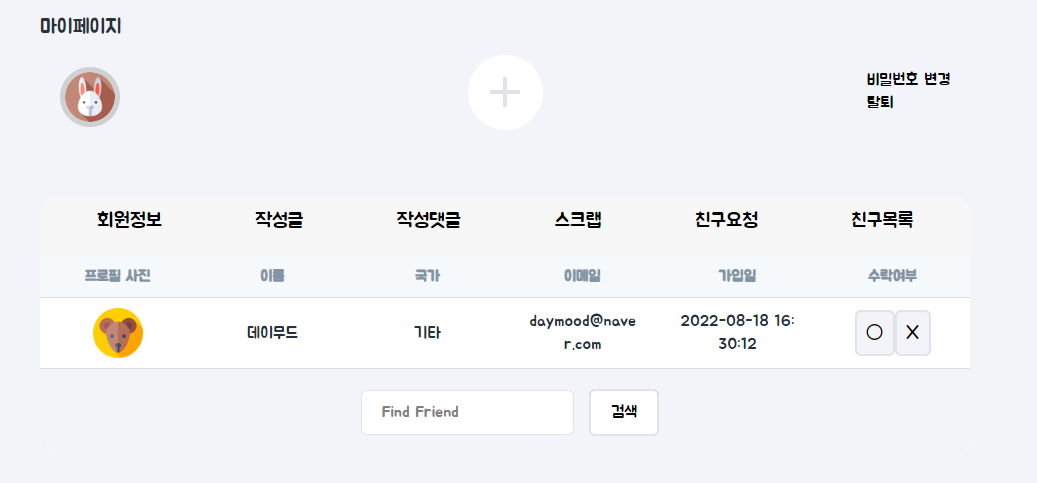 마이페이지
비밀번호 변경
탈퇴
회원정보 작성글 작성댓글 스크랩 친구요청 친구목록
프로필 사진 이름 국가 이메일 가입일 수락여부
데이무드 기타 daymood@nave
r.com 2022-08-18 16:
30:12 O X
Find Friend 검색